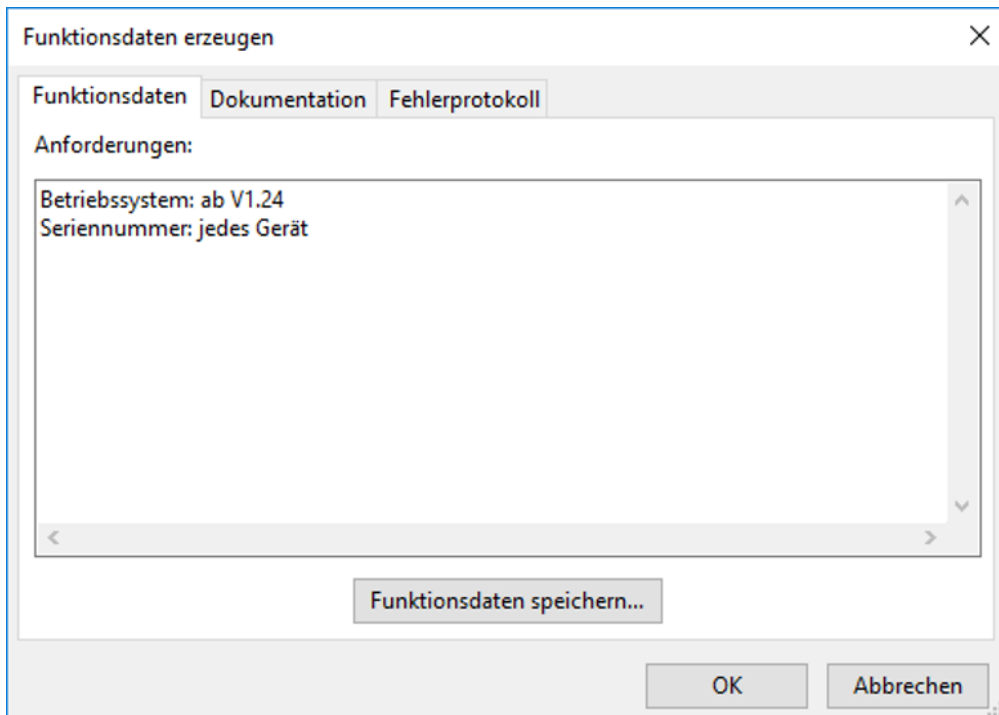 Funktionsdaten erzeugen
Funktionsdaten Dokumentation Fehlerprotokoll
Anforderungen:
Betriebssystem: ab V1.24
Seriennummer: jedes Gerät
Funktionsdaten speichern...
OK Abbrechen